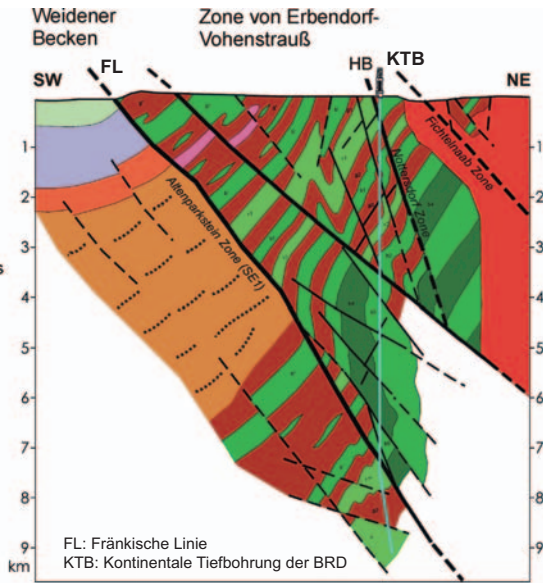 Weidener
Becken
Zone von Erbendorf-
Vohenstrauß
SW
FL
HB
KTB
NE
Fichtelnaab Zone
Nottersdorf Zone
Altenparkstein Zone (SE1)
1
2
3
4
5
6
7
8
9
km
1
2
3
4
5
6
7
8
9
s
FL: Fränkische Linie
KTB: Kontinentale Tiefbohrung der BRD